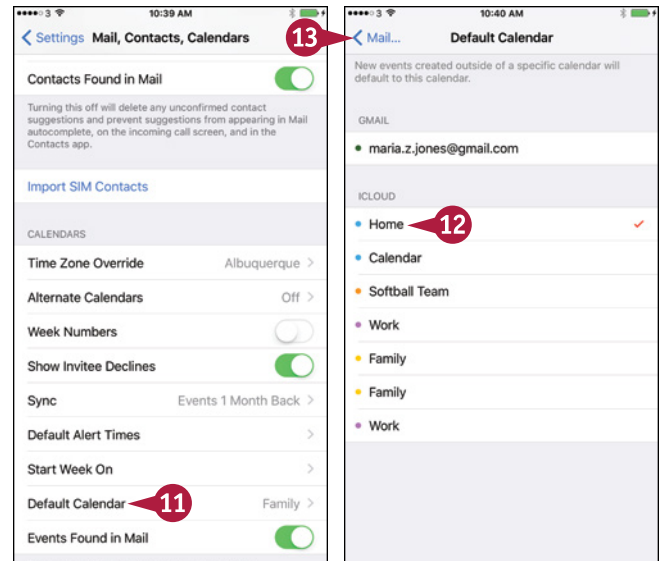 3 10:39 AM
Settings Mail, Contacts, Calendars
Contacts Found in Mail
Turning this off will delete any unconfirmed contact
suggestions and prevent suggestions from appearing in Mail
autocomplete, on the incoming call screen, and in the
Contacts app.
Import SIM Contacts
CALENDARS
Time Zone Override Albuquerque
Alternate Calendars Off
Week Numbers
Show Invitee Declines
Sync Events 1 Month Back
Default Alert Times
Start Week On
Default Calendar 11 Family
Events Found in Mail
3 10:40 AM
13 Mail... Default Calendar
New events created outside of a specific calendar will
default to this calendar.
GMAIL
maria.z.jones@gmail.com
ICLOUD
Home 12
Calendar
Softball Team
Work
Family
Family
Work